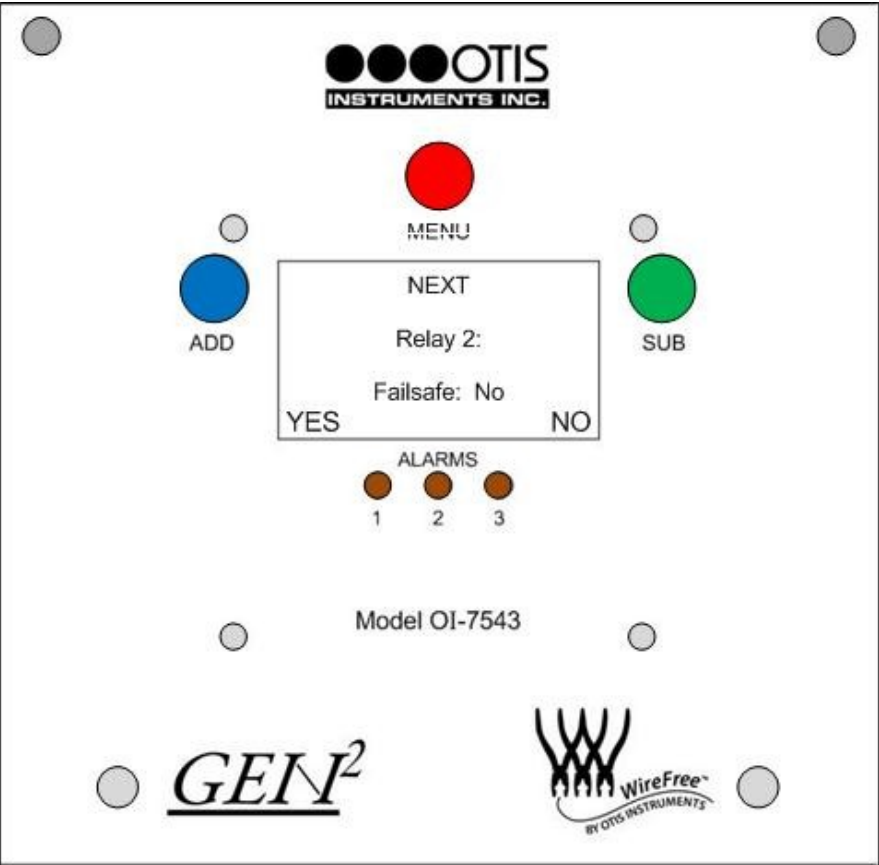 OTIS
INSTRUMENTS INC.
MENU
NEXT
ADD
Relay 2:
SUB
Failsafe: No
YES NO
ALARMS
1 2 3
Model OI-7543
GEN²
WireFree™
BY OTIS INSTRUMENTS